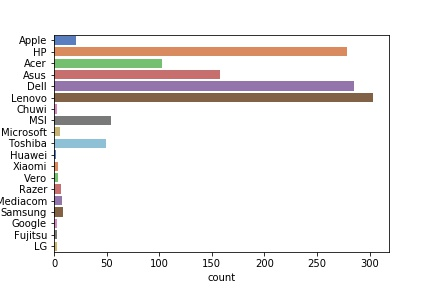 Apple
HP
Acer
Asus
Dell
Lenovo
Chuwi
MSI
Microsoft
Toshiba
Huawei
Xiaomi
Vero
Razer
Mediacom
Samsung
Google
Fujitsu
LG
0 50 100 150 200 250 300
count